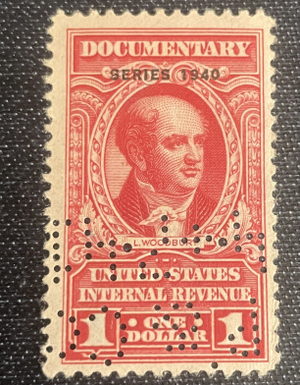 DOCUMENTARY
SERIES 1940
L. WOODBURY
UNITED STATES
INTERNAL REVENUE
1 ONE DOLLAR 1